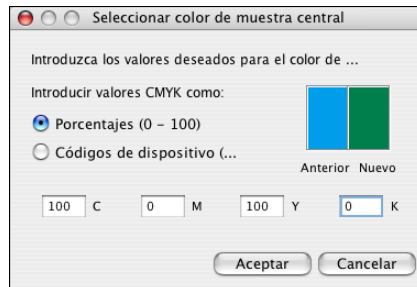 Seleccionar color de muestra central
Introduzca los valores deseados para el color de ...
Introducir valores CMYK como:
Porcentajes (0 - 100)
Códigos de dispositivo (...
Anterior Nuevo
100 C 0 M 100 Y 0 K
Aceptar Cancelar